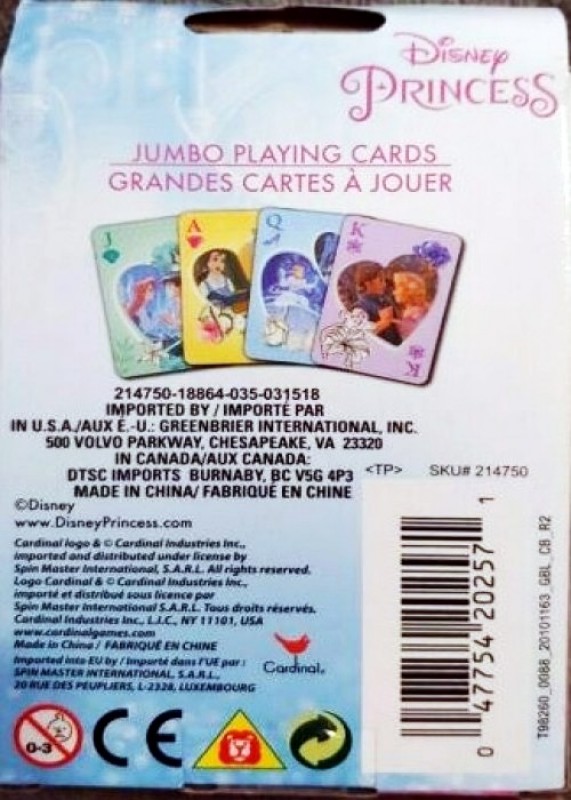 DISNEY
PRINCESS
JUMBO PLAYING CARDS
GRANDES CARTES À JOUER
J
A
Q
K
K
214750-18864-035-031518
IMPORTED BY / IMPORTÉ PAR
IN U.S.A./AUX É.-U.: GREENBRIER INTERNATIONAL, INC.
500 VOLVO PARKWAY, CHESAPEAKE, VA 23320
IN CANADA/AUX CANADA:
DTSC IMPORTS BURNABY, BC V5G 4P3
MADE IN CHINA/ FABRIQUÉ EN CHINE
<TP> SKU# 214750
©Disney
www.DisneyPrincess.com
Cardinal logo & © Cardinal Industries Inc.,
imported and distributed under license by
Spin Master International, S.A.R.L. All rights reserved.
Logo Cardinal & © Cardinal Industries Inc.,
importé et distribué sous licence par
Spin Master International S.A.R.L. Tous droits réservés.
Cardinal Industries Inc., L.I.C., NY 11101, USA
www.cardinalgames.com
Made in China / FABRIQUÉ EN CHINE
Imported into EU by / Importé dans l'UE par :
SPIN MASTER INTERNATIONAL, S.A.R.L.,
20 RUE DES PEUPLIERS, L-2328, LUXEMBOURG
Cardinal.
0-3
CE
0 47754 20257 1
T98260_0088_20101163_GBL_CB_R2